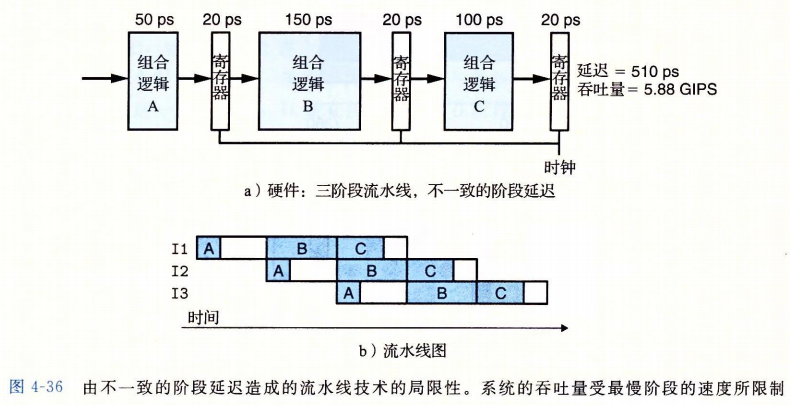 50 ps 20 ps 150 ps 20 ps 100 ps 20 ps
组合
逻辑
A
寄存器
组合
逻辑
B
寄存器
组合
逻辑
C
寄存器
延迟 = 510 ps
吞吐量 = 5.88 GIPS
时钟
a）硬件：三阶段流水线，不一致的阶段延迟
I1 A B C
I2 A B C
I3 A B C
时间
b）流水线图
图 4-36 由不一致的阶段延迟造成的流水线技术的局限性。系统的吞吐量受最慢阶段的速度所限制